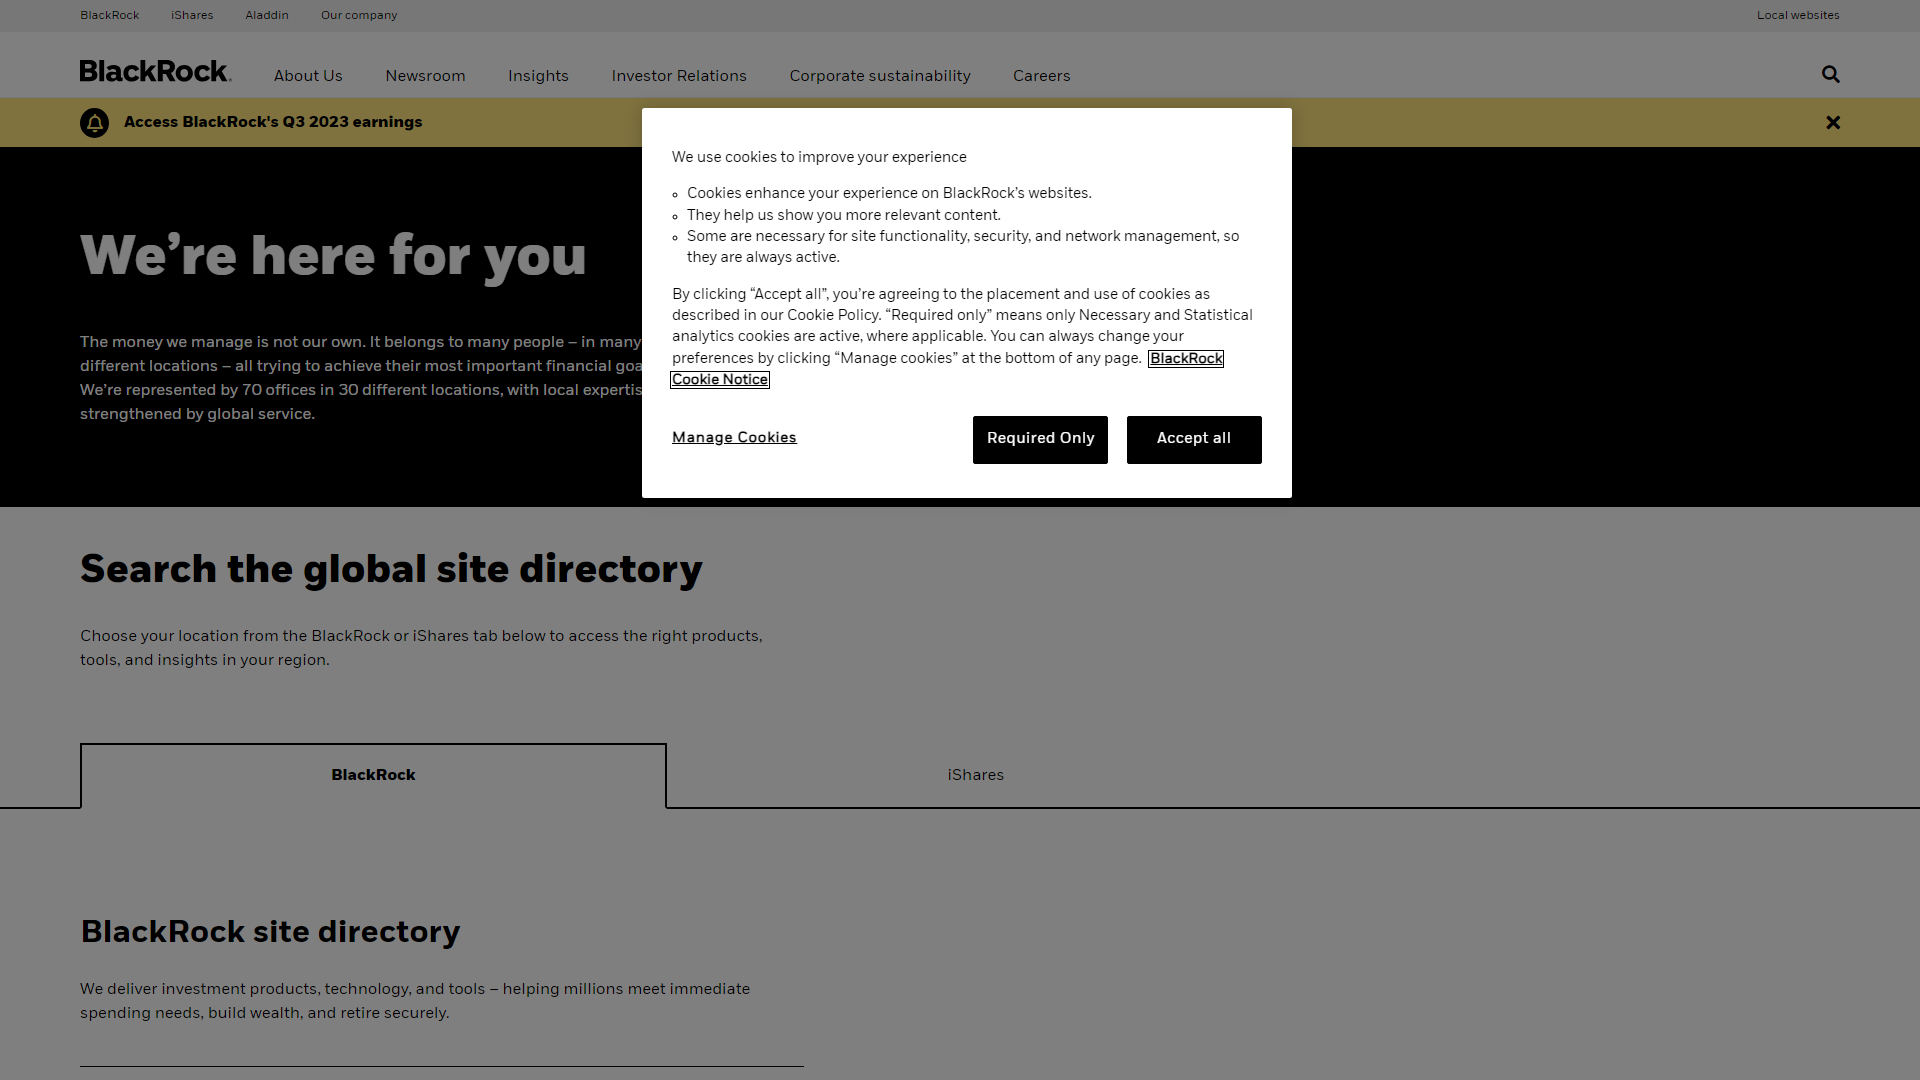 BlackRock iShares Aladdin Our company Local websites
BlackRock.
About Us Newsroom Insights Investor Relations Corporate sustainability Careers
Access BlackRock's Q3 2023 earnings
We use cookies to improve your experience
Cookies enhance your experience on BlackRock’s websites.
They help us show you more relevant content.
Some are necessary for site functionality, security, and network management, so
they are always active.
By clicking “Accept all”, you’re agreeing to the placement and use of cookies as
described in our Cookie Policy. “Required only” means only Necessary and Statistical
analytics cookies are active, where applicable. You can always change your
preferences by clicking “Manage cookies” at the bottom of any page. BlackRock
Cookie Notice
Manage Cookies Required Only Accept all
We’re here for you
The money we manage is not our own. It belongs to many people – in many
different locations – all trying to achieve their most important financial
We’re represented by 70 offices in 30 different locations, with local
strengthened by global service.
Search the global site directory
Choose your location from the BlackRock or iShares tab below to access the right products,
tools, and insights in your region.
BlackRock iShares
BlackRock site directory
We deliver investment products, technology, and tools – helping millions meet immediate
spending needs, build wealth, and retire securely.